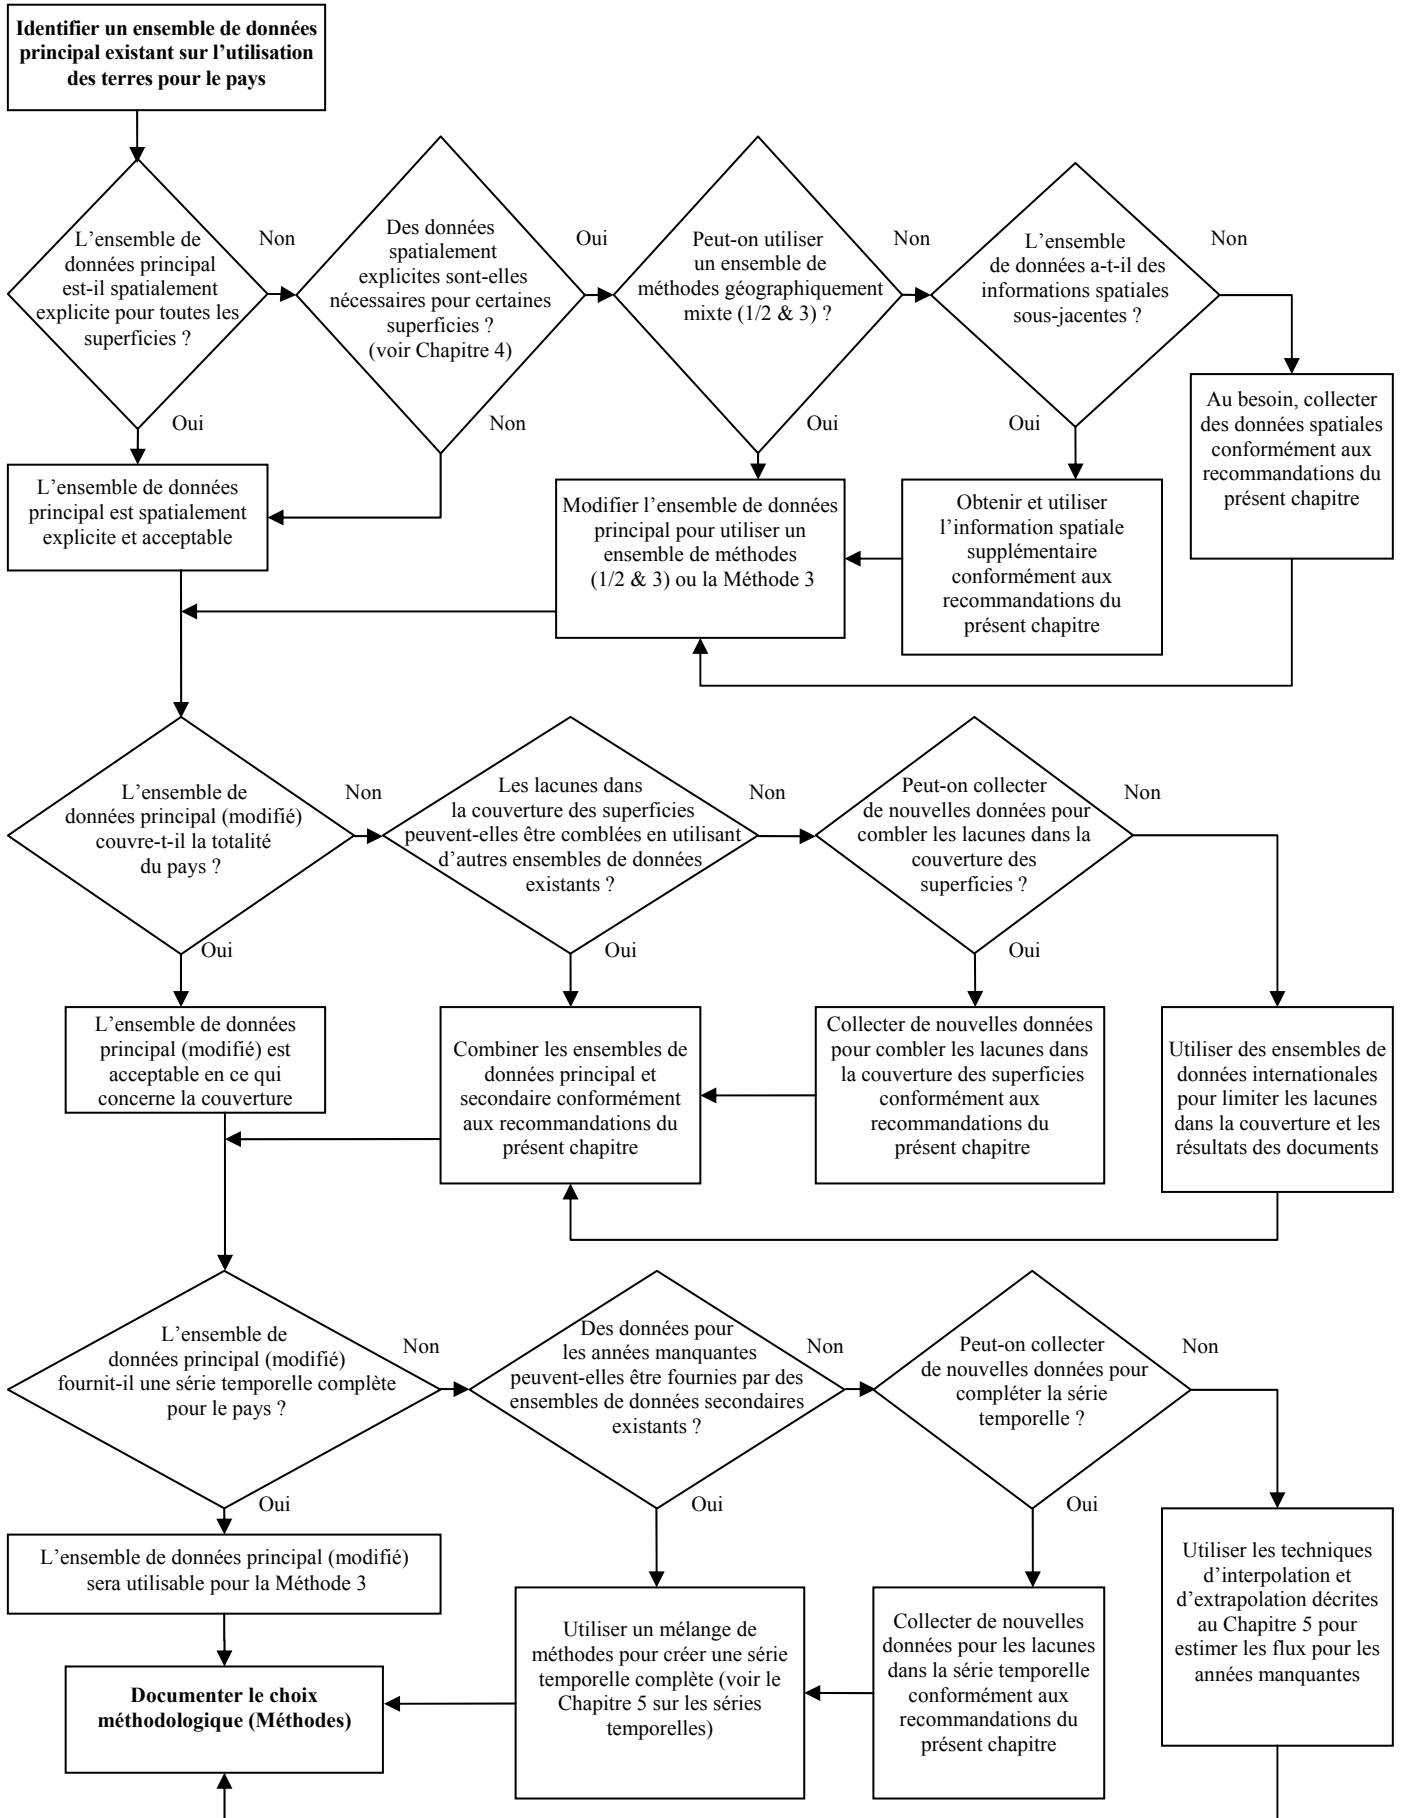 Identifier un ensemble de données
principal existant sur l'utilisation
des terres pour le pays
L'ensemble de
données principal
est-il spatialement
explicite pour toutes les
superficies ?
Non
Oui
Des données
spatialement
explicites sont-elles
nécessaires pour certaines
superficies ?
(voir Chapitre 4)
Oui
Non
Peut-on utiliser
un ensemble de
méthodes géographiquement
mixte (1/2 & 3) ?
Non
Oui
L'ensemble
de données a-t-il des
informations spatiales
sous-jacentes ?
Non
Oui
Au besoin, collecter
des données spatiales
conformément aux
recommandations du
présent chapitre
L'ensemble de données
principal est spatialement
explicite et acceptable
Modifier l'ensemble de données
principal pour utiliser un
ensemble de méthodes
(1/2 & 3) ou la Méthode 3
Obtenir et utiliser
l'information spatiale
supplémentaire
conformément aux
recommandations du
présent chapitre
L'ensemble de
données principal (modifié)
couvre-t-il la totalité
du pays ?
Non
Oui
Les lacunes dans
la couverture des superficies
peuvent-elles être comblées en utilisant
d'autres ensembles de données
existants ?
Non
Oui
Peut-on collecter
de nouvelles données pour
combler les lacunes dans la
couverture des
superficies ?
Non
Oui
L'ensemble de données
principal (modifié) est
acceptable en ce qui
concerne la couverture
Combiner les ensembles de
données principal et
secondaire conformément
aux recommandations du
présent chapitre
Collecter de nouvelles données
pour combler les lacunes dans
la couverture des superficies
conformément aux
recommandations du
présent chapitre
Utiliser des ensembles de
données internationales
pour limiter les lacunes
dans la couverture et les
résultats des documents
L'ensemble de
données principal (modifié)
fournit-il une série temporelle complète
pour le pays ?
Non
Oui
Des données pour
les années manquantes
peuvent-elles être fournies par des
ensembles de données secondaires
existants ?
Non
Oui
Peut-on collecter
de nouvelles données pour
compléter la série
temporelle ?
Non
Oui
L'ensemble de données principal (modifié)
sera utilisable pour la Méthode 3
Utiliser un mélange de
méthodes pour créer une série
temporelle complète (voir le
Chapitre 5 sur les séries
temporelles)
Collecter de nouvelles
données pour les lacunes
dans la série temporelle
conformément aux
recommandations du
présent chapitre
Utiliser les techniques
d'interpolation et
d'extrapolation décrites
au Chapitre 5 pour
estimer les flux pour les
années manquantes
Documenter le choix
méthodologique (Méthodes)